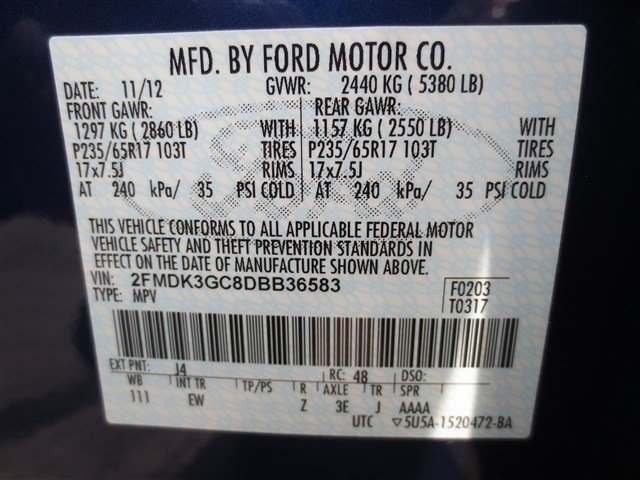 MFD. BY FORD MOTOR CO.
DATE: 11/12 GVWR: 2440 KG ( 5380 LB)
FRONT GAWR: REAR GAWR:
1297 KG ( 2860 LB) WITH 1157 KG ( 2550 LB) WITH
P235/65R17 103T TIRES P235/65R17 103T TIRES
17x7.5J RIMS 17x7.5J RIMS
AT 240 kPa/ 35 PSI COLD AT 240 kPa/ 35 PSI COLD
THIS VEHICLE CONFORMS TO ALL APPLICABLE FEDERAL MOTOR
VEHICLE SAFETY AND THEFT PREVENTION STANDARDS IN
EFFECT ON THE DATE OF MANUFACTURE SHOWN ABOVE.
VIN: 2FMDK3GC8DBB36583 F0203
TYPE: MPV T0317
EXT PNT: J4 RC: 48 DSO:
WB INT TR TP/PS R AXLE TR SPR
111 EW Z 3E J AAAA
UTC ▽5U5A-1520472-BA